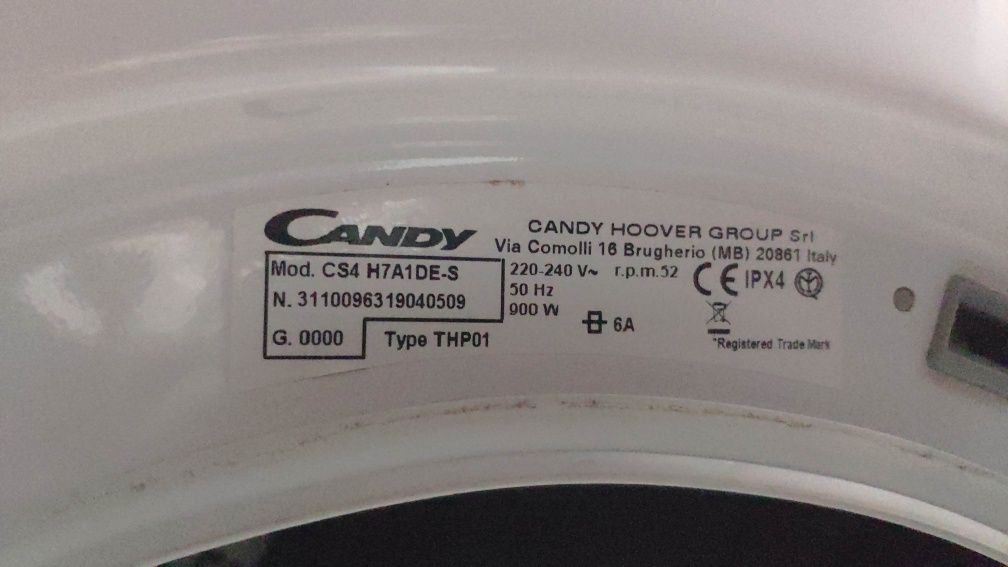 CANDY
Mod. CS4 H7A1DE-S
N. 3110096319040509
G. 0000
Type THP01
CANDY HOOVER GROUP Srl
Via Comolli 16 Brugherio (MB) 20861 Italy
220-240 V~ r.p.m.52
50 Hz
900 W
6A
CE IPX4
*Registered Trade Mark